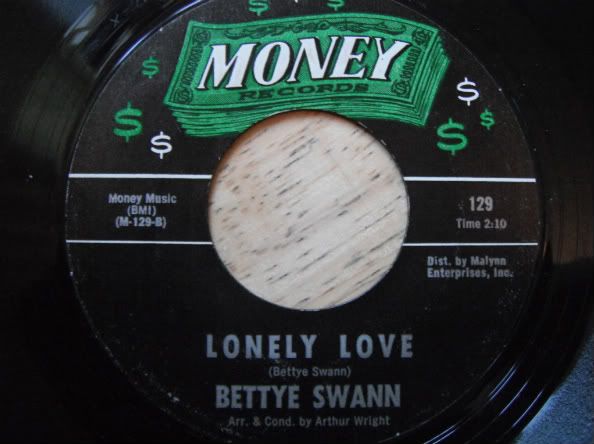 MONEY
RECORDS
$ $
$ $
$ $
$ $
Money Music
(BMI)
(M-129-B)
129
Time 2:10
Dist. by Malynn
Enterprises, Inc.
LONELY LOVE
(Bettye Swann)
BETTYE SWANN
Arr. & Cond. by Arthur Wright